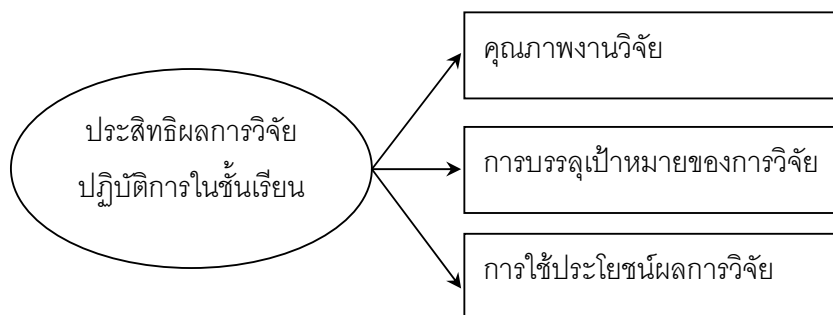 คุณภาพงานวิจัย
ประสิทธิผลการวิจัย
ปฏิบัติการในชั้นเรียน
การบรรลุเป้าหมายของการวิจัย
การใช้ประโยชน์ผลการวิจัย